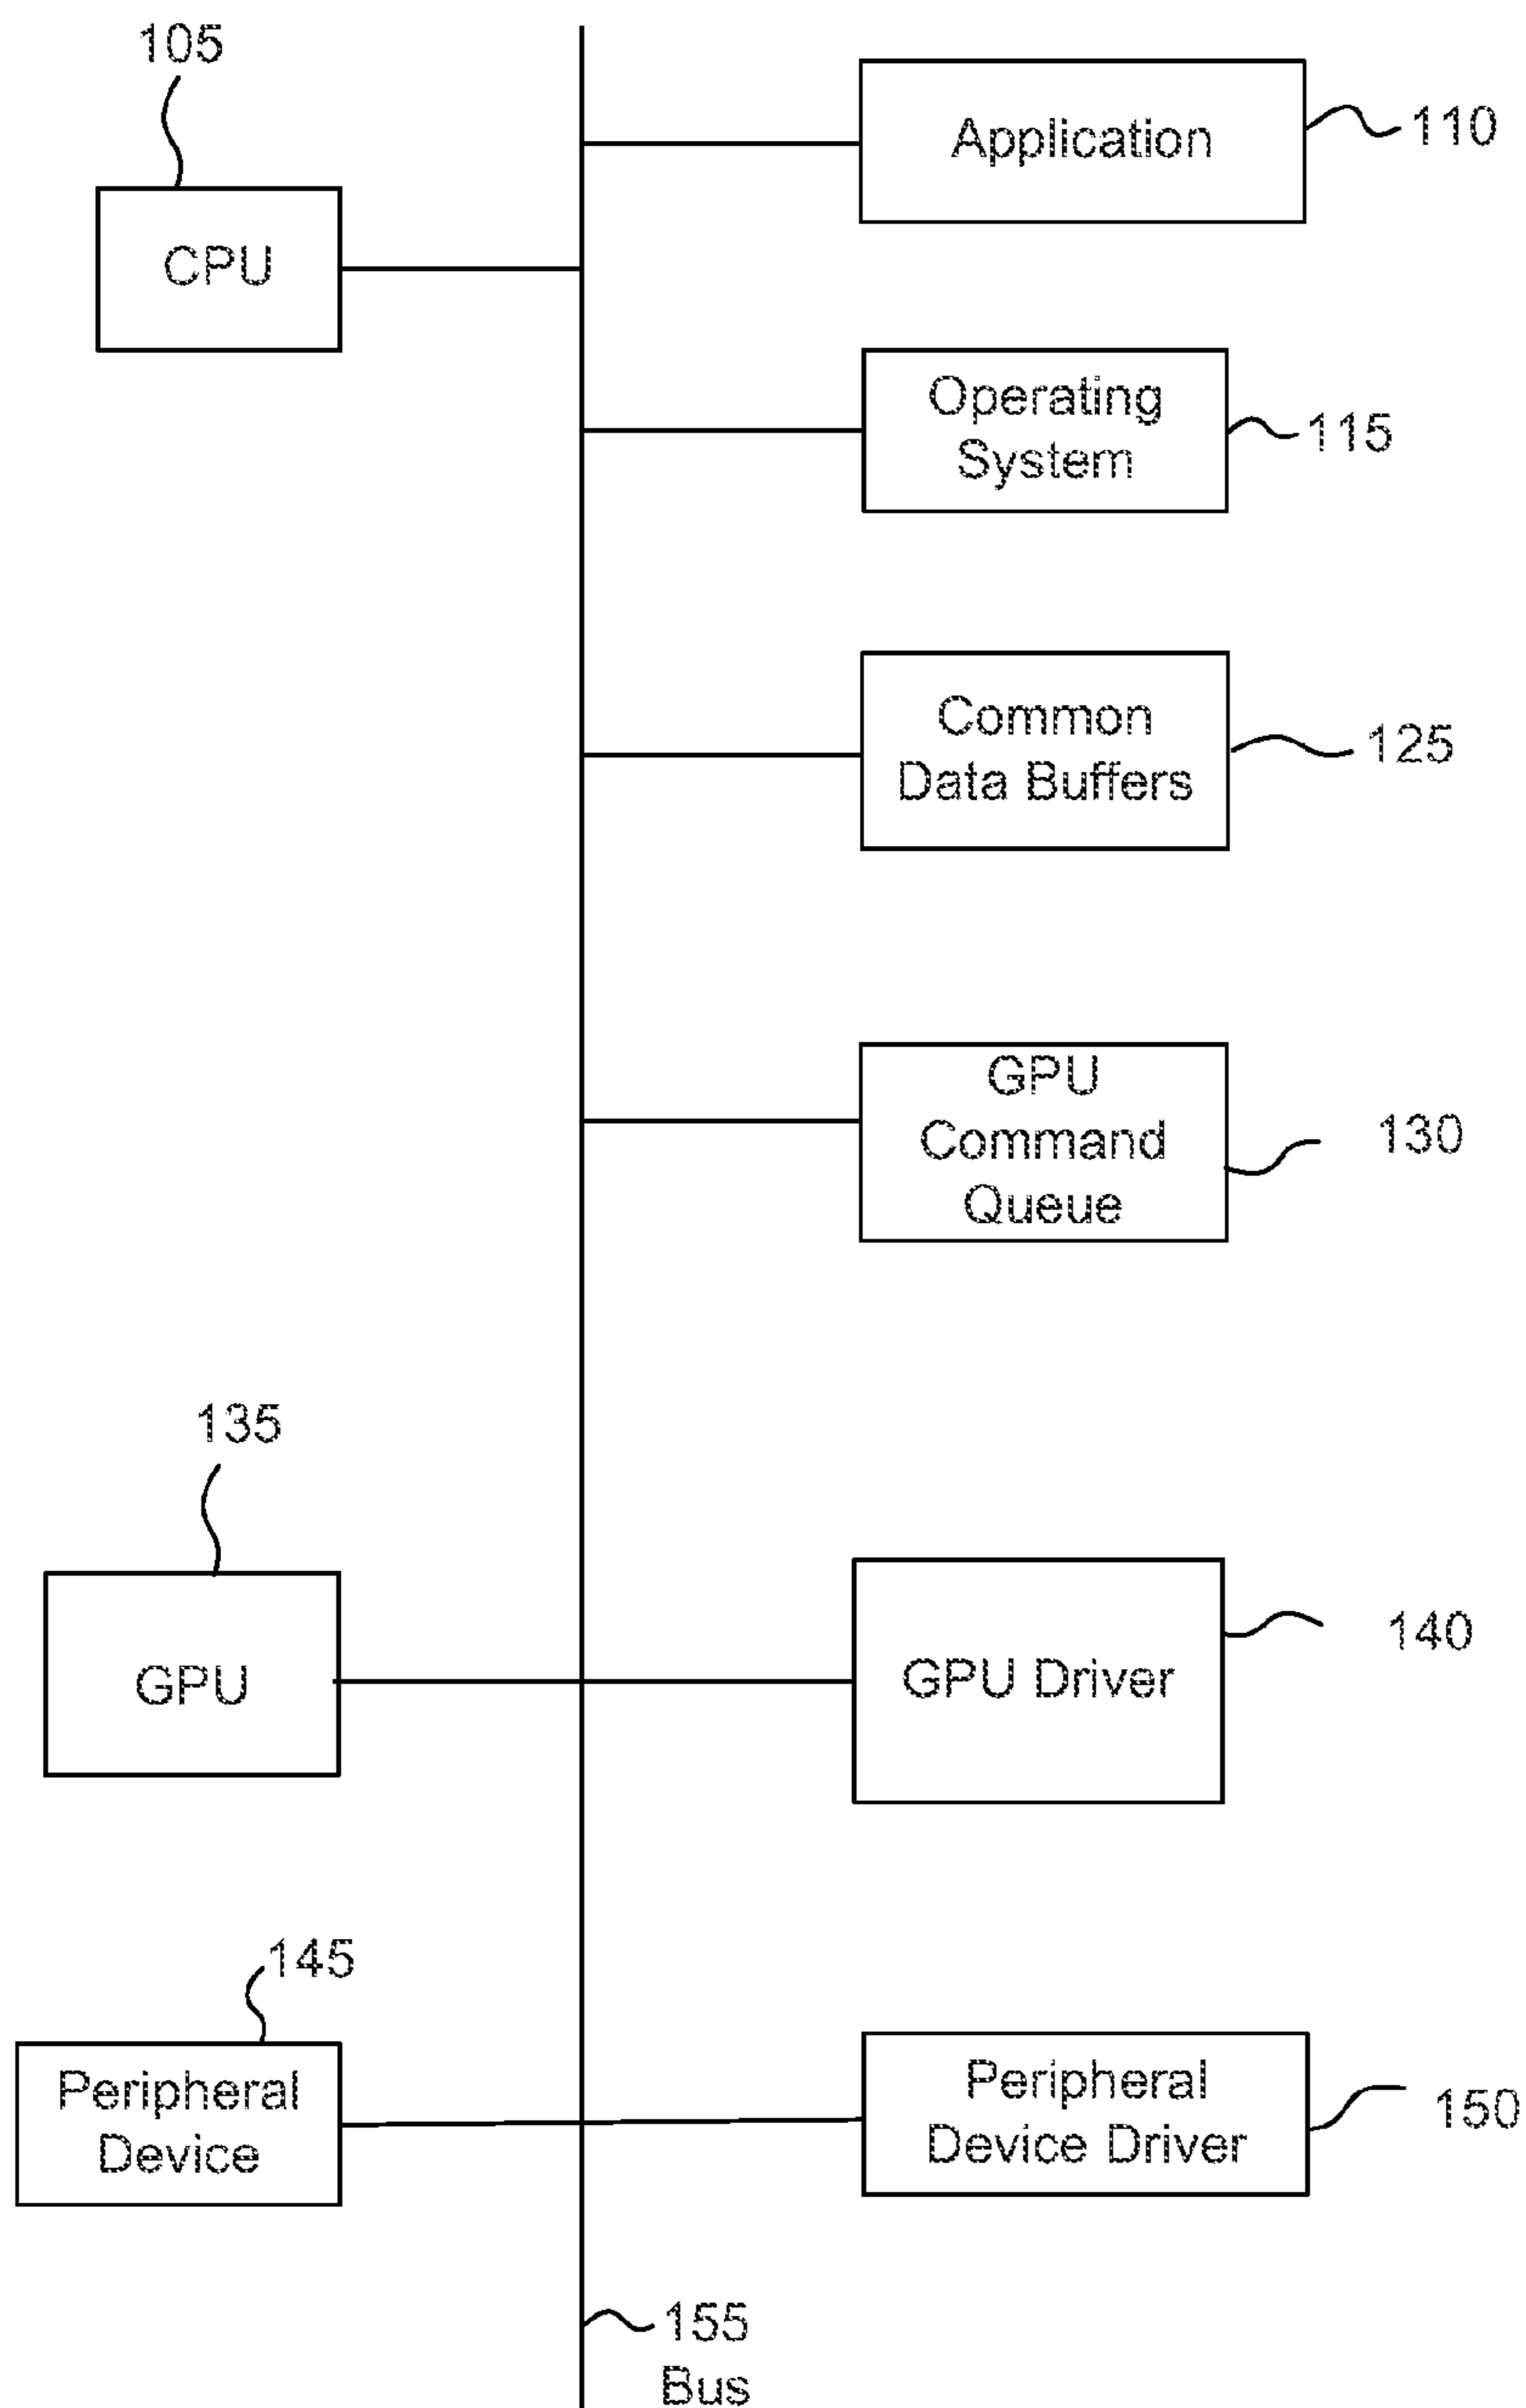 105
Application
110
CPU
Operating
System
115
Common
Data Buffers
125
GPU
Command
Queue
130
135
GPU
GPU Driver
140
145
Peripheral
Device
Peripheral
Device Driver
150
155
Bus